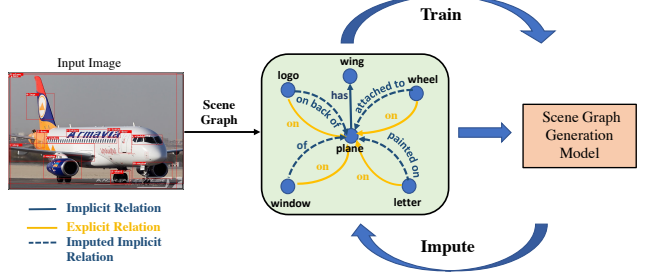 Train
Input Image
Armavia
Scene
Graph
wing
logo
wheel
has
on back of
attached to
on
on
plane
of
painted on
on
on
window
letter
Scene Graph
Generation
Model
Implicit Relation
Explicit Relation
Imputed Implicit
Relation
Impute